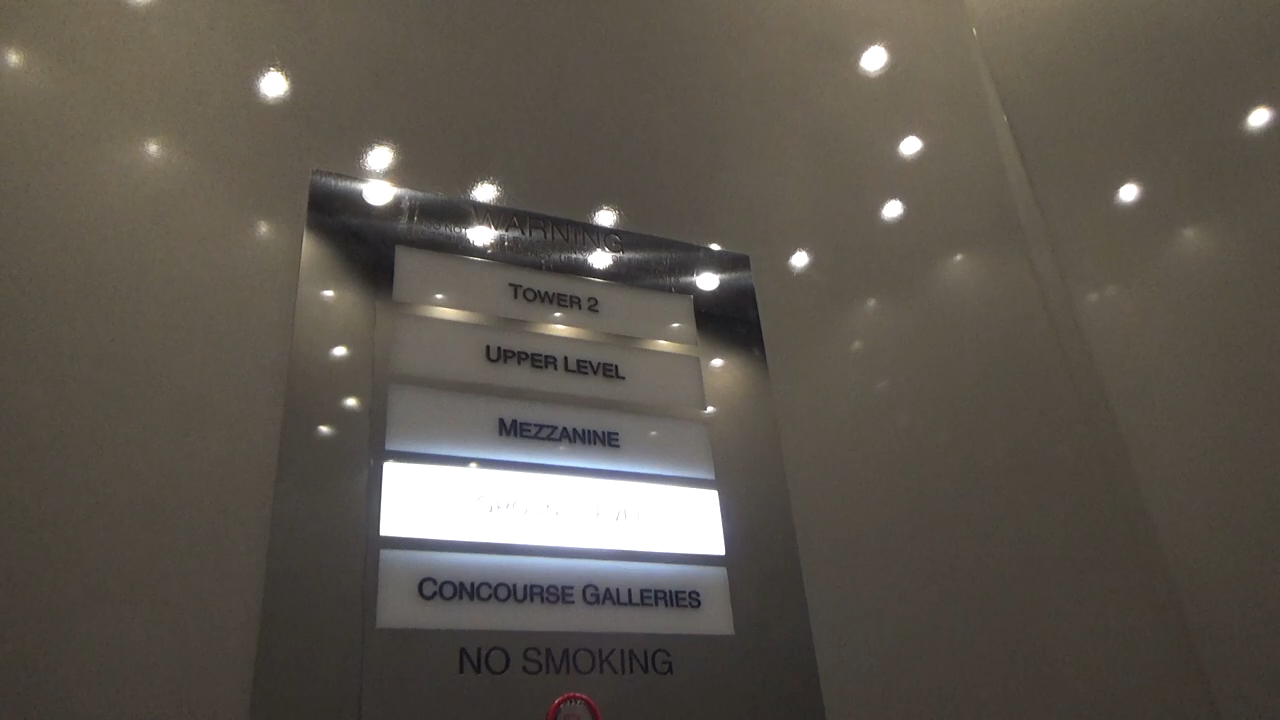 WARNING
TOWER 2
UPPER LEVEL
MEZZANINE
CONCOURSE GALLERIES
NO SMOKING